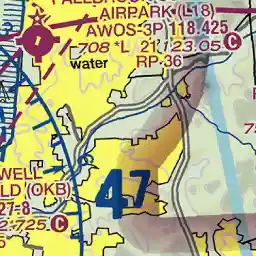 FALLBROOK
AIRPARK (L18)
AWOS-3P 118.425
708 *L 21 123.05 C
RP 36
water
WELL
LD (OKB)
27-8
2.725 C
47